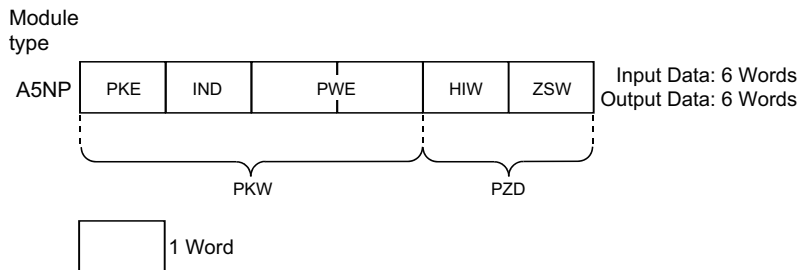 Module
type
A5NP PKE IND PWE HIW ZSW Input Data: 6 Words
Output Data: 6 Words
PKW PZD
1 Word